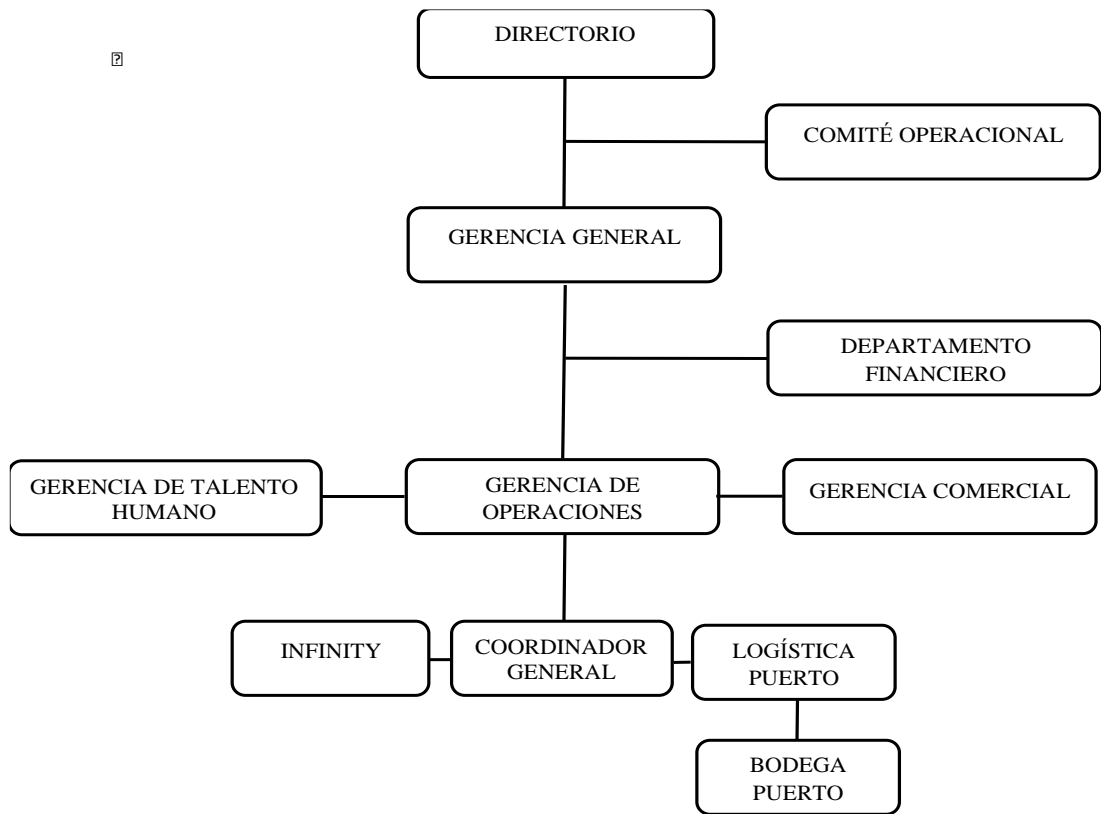 DIRECTORIO
COMITÉ OPERACIONAL
GERENCIA GENERAL
DEPARTAMENTO
FINANCIERO
GERENCIA DE TALENTO
HUMANO
GERENCIA DE
OPERACIONES
GERENCIA COMERCIAL
INFINITY
COORDINADOR
GENERAL
LOGÍSTICA
PUERTO
BODEGA
PUERTO